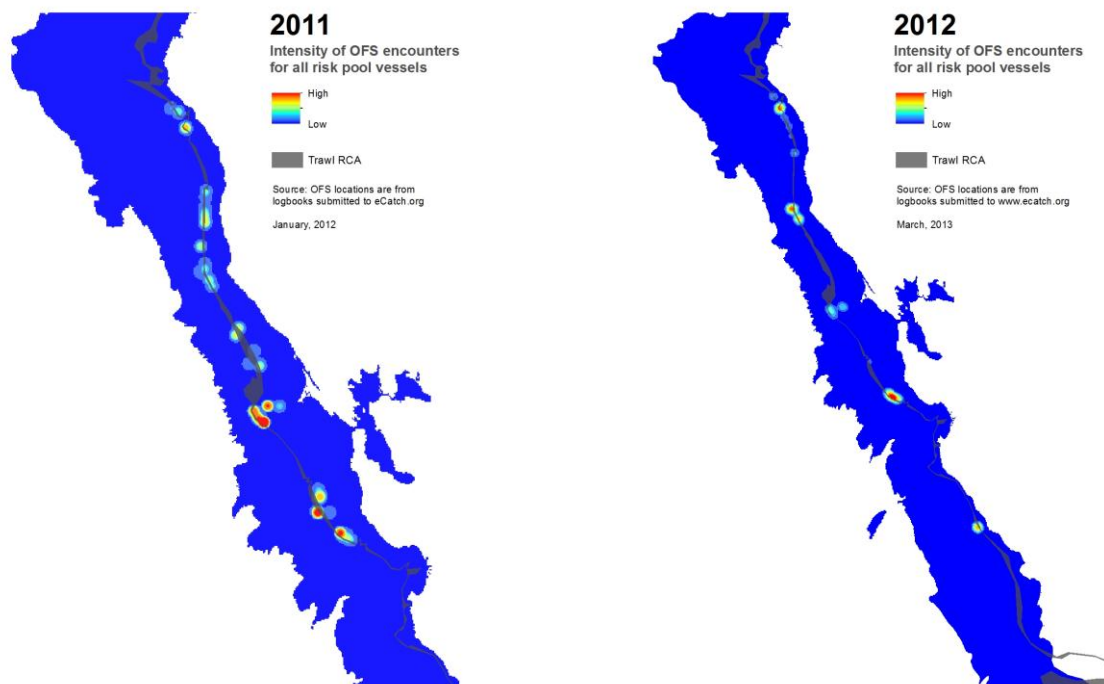 2011
Intensity of OFS encounters
for all risk pool vessels
High
Low
Trawl RCA
Source: OFS locations are from
logbooks submitted to eCatch.org
January, 2012
2012
Intensity of OFS encounters
for all risk pool vessels
High
Low
Trawl RCA
Source: OFS locations are from
logbooks submitted to www.ecatch.org
March, 2013